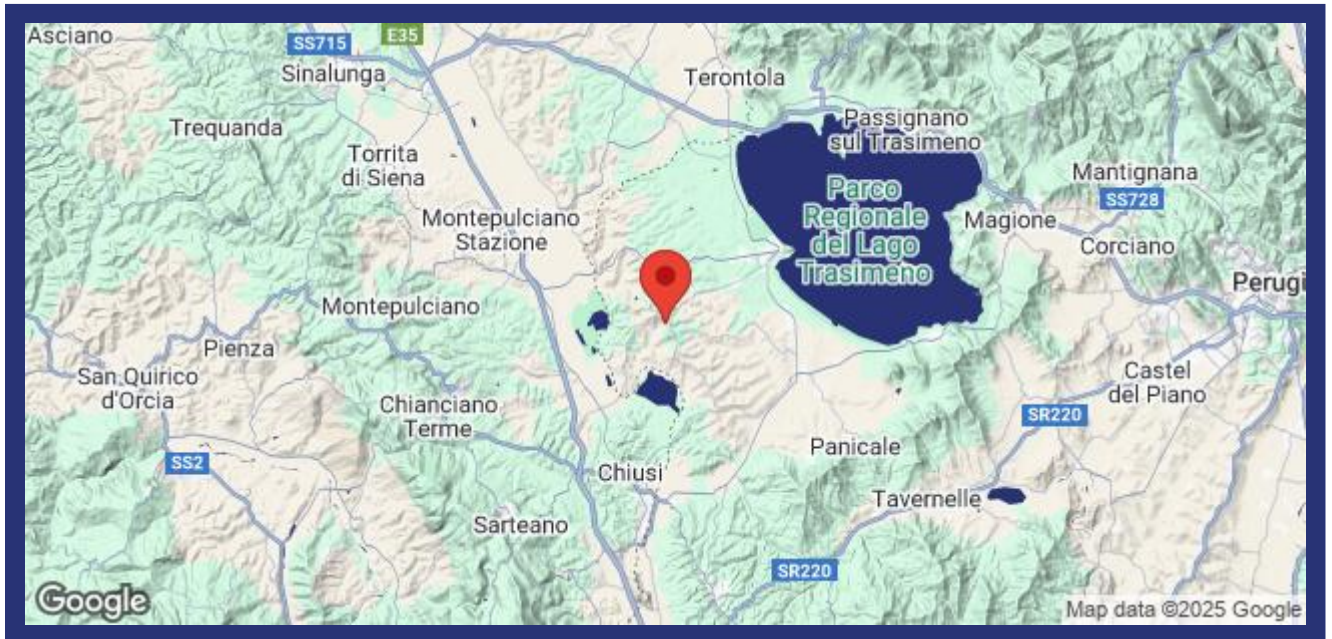 Asciano
SS715
E35
Sinalunga
Terontola
Trequanda
Torrita
di Siena
Passignano
sul Trasimeno
Mantignana
SS728
Parco
Regionale
del Lago
Trasimeno
Montepulciano
Stazione
Magione
Corciano
Perugi
Montepulciano
Pienza
San Quirico
d'Orcia
Chianciano
Terme
Castel
del Piano
SR220
Panicale
SS2
Chiusi
Tavernelle
Sarteano
SR220
Google
Map data ©2025 Google